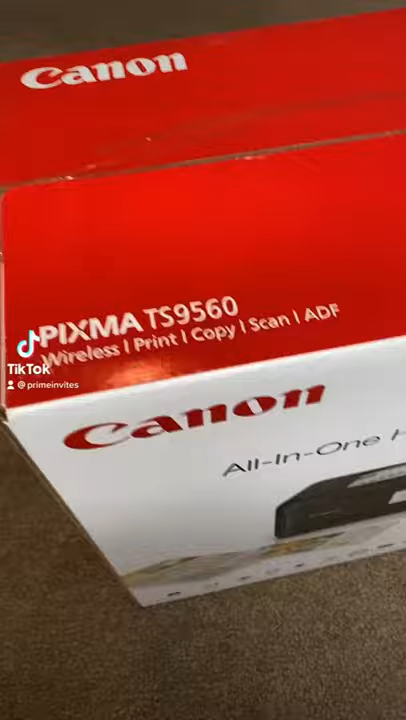 Canon
PIXMA TS9560
Wireless | Print | Copy | Scan | ADF
TikTok
@primeinvites
Canon
All-In-One